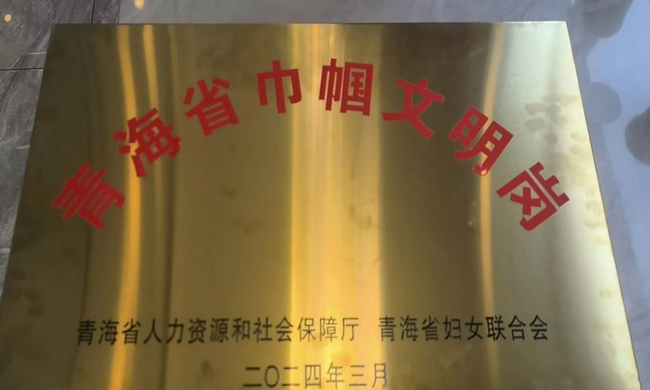 青海省巾帼文明岗
青海省人力资源和社会保障厅 青海省妇女联合会
二〇二四年三月